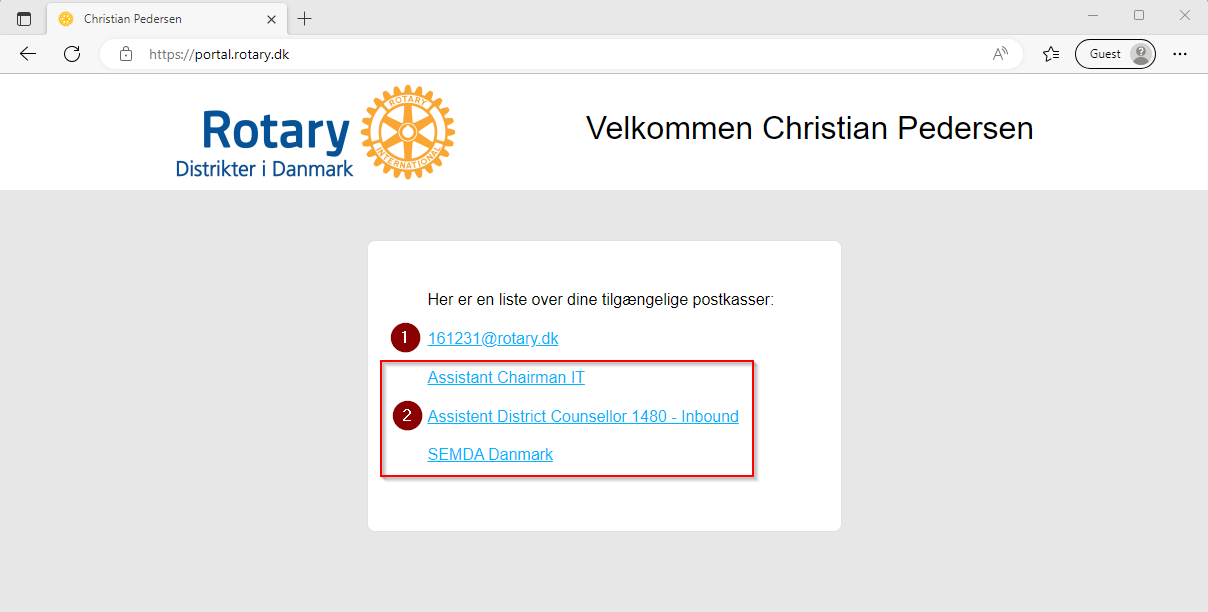 Christian Pedersen
https://portal.rotary.dk
Guest
Rotary
Distrikter i Danmark
ROTARY
INTERNATIONAL
Velkommen Christian Pedersen
Her er en liste over dine tilgængelige postkasser:
1 161231@rotary.dk
Assistant Chairman IT
2 Assistent District Counsellor 1480 - Inbound
SEMDA Danmark